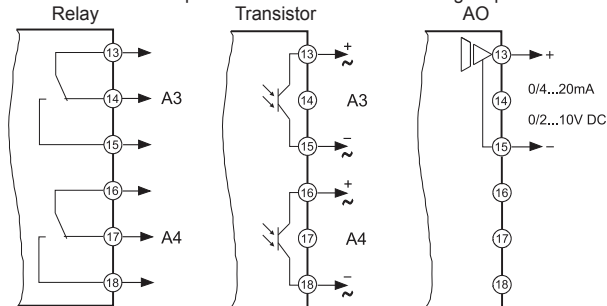 Relay
13
14 A3
15
16
17 A4
18
Transistor
13 + ~
14 A3
15 − ~
16 + ~
17 A4
18 − ~
AO
13 +
14 0/4...20mA
0/2...10V DC
15 −
16
17
18